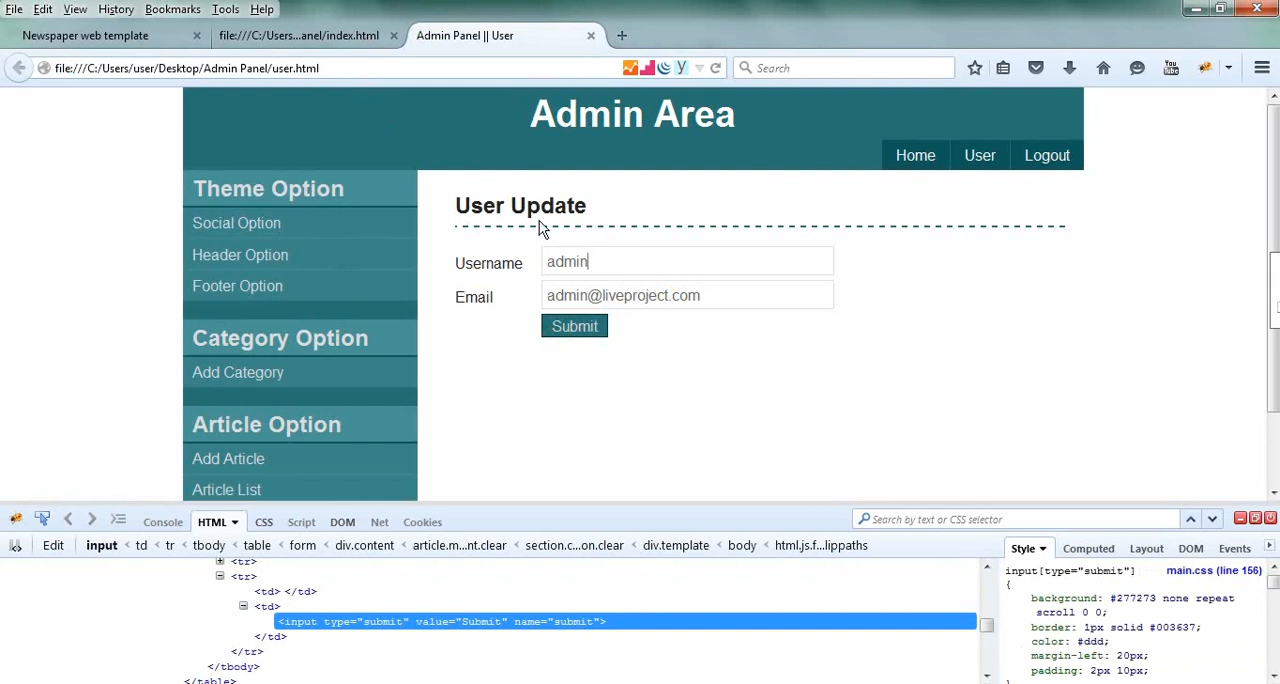 File Edit View History Bookmarks Tools Help
Newspaper web template file:///C:/Users...anel/index.html Admin Panel || User
file:///C:/Users/user/Desktop/Admin Panel/user.html Search
Admin Area
Home User Logout
Theme Option
Social Option
Header Option
Footer Option
Category Option
Add Category
Article Option
Add Article
Article List
User Update
Username admin
Email admin@liveproject.com
Submit
Console HTML CSS Script DOM Net Cookies Search by text or CSS selector
Edit input < td < tr < tbody < table < form < div.content < article.m...nt.clear < section...on.clear < div.template < body < html.js.f...lippaths
<tr>
<tr>
<td> </td>
<td>
<input type="submit" value="Submit" name="submit">
</td>
</tr>
</tbody>
</table>
Style Computed Layout DOM Events
input[type="submit"] main.css (line 156)
{
background: #277273 none repeat
scroll 0 0;
border: 1px solid #003637;
color: #ddd;
margin-left: 20px;
padding: 2px 10px;